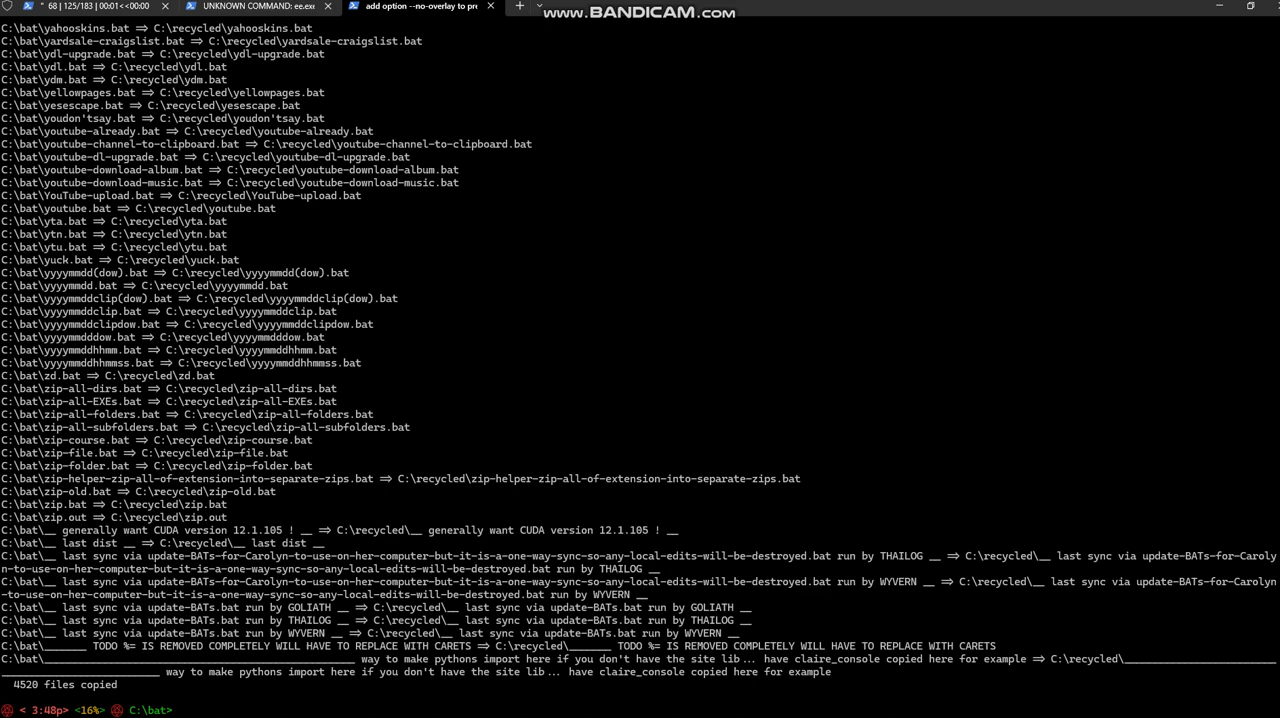 " 68 | 125/183 | 00:01<<00:00
UNKNOWN COMMAND: ee.exe
add option --no-overlay to pre
www.BANDICAM.com
C:\bat\yahooskins.bat => C:\recycled\yahooskins.bat
C:\bat\yardsale-craigslist.bat => C:\recycled\yardsale-craigslist.bat
C:\bat\ydl-upgrade.bat => C:\recycled\ydl-upgrade.bat
C:\bat\ydl.bat => C:\recycled\ydl.bat
C:\bat\ydm.bat => C:\recycled\ydm.bat
C:\bat\yellowpages.bat => C:\recycled\yellowpages.bat
C:\bat\yesescape.bat => C:\recycled\yesescape.bat
C:\bat\youdon'tsay.bat => C:\recycled\youdon'tsay.bat
C:\bat\youtube-already.bat => C:\recycled\youtube-already.bat
C:\bat\youtube-channel-to-clipboard.bat => C:\recycled\youtube-channel-to-clipboard.bat
C:\bat\youtube-dl-upgrade.bat => C:\recycled\youtube-dl-upgrade.bat
C:\bat\youtube-download-album.bat => C:\recycled\youtube-download-album.bat
C:\bat\youtube-download-music.bat => C:\recycled\youtube-download-music.bat
C:\bat\YouTube-upload.bat => C:\recycled\YouTube-upload.bat
C:\bat\youtube.bat => C:\recycled\youtube.bat
C:\bat\yta.bat => C:\recycled\yta.bat
C:\bat\ytn.bat => C:\recycled\ytn.bat
C:\bat\ytu.bat => C:\recycled\ytu.bat
C:\bat\yuck.bat => C:\recycled\yuck.bat
C:\bat\yyyymmdd(dow).bat => C:\recycled\yyyymmdd(dow).bat
C:\bat\yyyymmdd.bat => C:\recycled\yyyymmdd.bat
C:\bat\yyyymmddclip(dow).bat => C:\recycled\yyyymmddclip(dow).bat
C:\bat\yyyymmddclip.bat => C:\recycled\yyyymmddclip.bat
C:\bat\yyyymmddclipdow.bat => C:\recycled\yyyymmddclipdow.bat
C:\bat\yyyymmdddow.bat => C:\recycled\yyyymmdddow.bat
C:\bat\yyyymmddhhmm.bat => C:\recycled\yyyymmddhhmm.bat
C:\bat\yyyymmddhhmmss.bat => C:\recycled\yyyymmddhhmmss.bat
C:\bat\zd.bat => C:\recycled\zd.bat
C:\bat\zip-all-dirs.bat => C:\recycled\zip-all-dirs.bat
C:\bat\zip-all-EXEs.bat => C:\recycled\zip-all-EXEs.bat
C:\bat\zip-all-folders.bat => C:\recycled\zip-all-folders.bat
C:\bat\zip-all-subfolders.bat => C:\recycled\zip-all-subfolders.bat
C:\bat\zip-course.bat => C:\recycled\zip-course.bat
C:\bat\zip-file.bat => C:\recycled\zip-file.bat
C:\bat\zip-folder.bat => C:\recycled\zip-folder.bat
C:\bat\zip-helper-zip-all-of-extension-into-separate-zips.bat => C:\recycled\zip-helper-zip-all-of-extension-into-separate-zips.bat
C:\bat\zip-old.bat => C:\recycled\zip-old.bat
C:\bat\zip.bat => C:\recycled\zip.bat
C:\bat\zip.out => C:\recycled\zip.out
C:\bat\__ generally want CUDA version 12.1.105 ! __ => C:\recycled\__ generally want CUDA version 12.1.105 ! __
C:\bat\__ last dist __ => C:\recycled\__ last dist __
C:\bat\__ last sync via update-BATs-for-Carolyn-to-use-on-her-computer-but-it-is-a-one-way-sync-so-any-local-edits-will-be-destroyed.bat run by THAILOG __ => C:\recycled\__ last sync via update-BATs-for-Caroly
n-to-use-on-her-computer-but-it-is-a-one-way-sync-so-any-local-edits-will-be-destroyed.bat run by THAILOG __
C:\bat\__ last sync via update-BATs-for-Carolyn-to-use-on-her-computer-but-it-is-a-one-way-sync-so-any-local-edits-will-be-destroyed.bat run by WYVERN __ => C:\recycled\__ last sync via update-BATs-for-Carolyn
-to-use-on-her-computer-but-it-is-a-one-way-sync-so-any-local-edits-will-be-destroyed.bat run by WYVERN __
C:\bat\__ last sync via update-BATs.bat run by GOLIATH __ => C:\recycled\__ last sync via update-BATs.bat run by GOLIATH __
C:\bat\__ last sync via update-BATs.bat run by THAILOG __ => C:\recycled\__ last sync via update-BATs.bat run by THAILOG __
C:\bat\__ last sync via update-BATs.bat run by WYVERN __ => C:\recycled\__ last sync via update-BATs.bat run by WYVERN __
C:\bat\_______ TODO %= IS REMOVED COMPLETELY WILL HAVE TO REPLACE WITH CARETS => C:\recycled\_______ TODO %= IS REMOVED COMPLETELY WILL HAVE TO REPLACE WITH CARETS
C:\bat\___________________________________________________ way to make pythons import here if you don't have the site lib... have claire_console copied here for example => C:\recycled\_________________________
__________________________ way to make pythons import here if you don't have the site lib... have claire_console copied here for example
4520 files copied
< 3:48p> <16%> C:\bat>